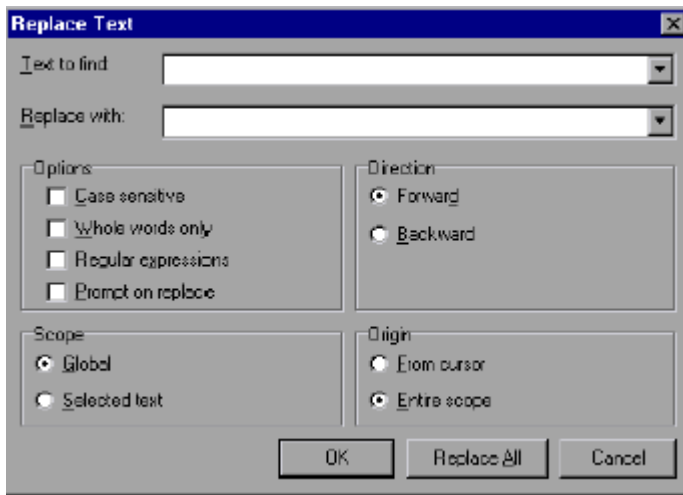 Replace Text
Text to find:
Replace with:
Options
Case sensitive
Whole words only
Regular expressions
Prompt on replace
Direction
Forward
Backward
Scope
Global
Selected text
Origin
From cursor
Entire scope
OK Replace All Cancel